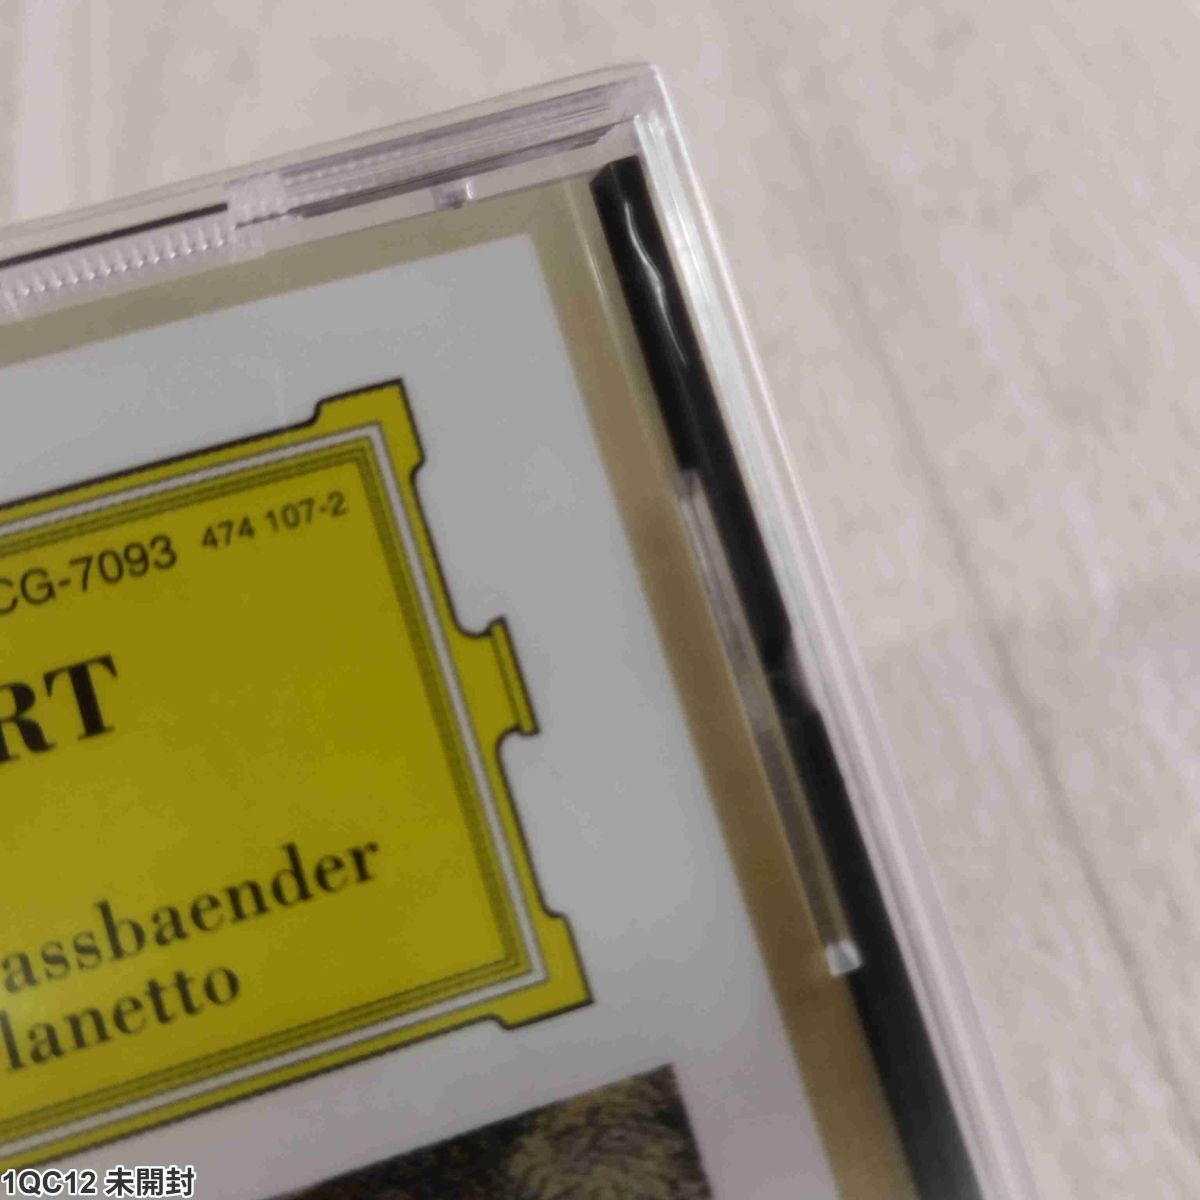 CG-7093 474 107-2
RT
assbaender
lanetto
1QC12 未開封